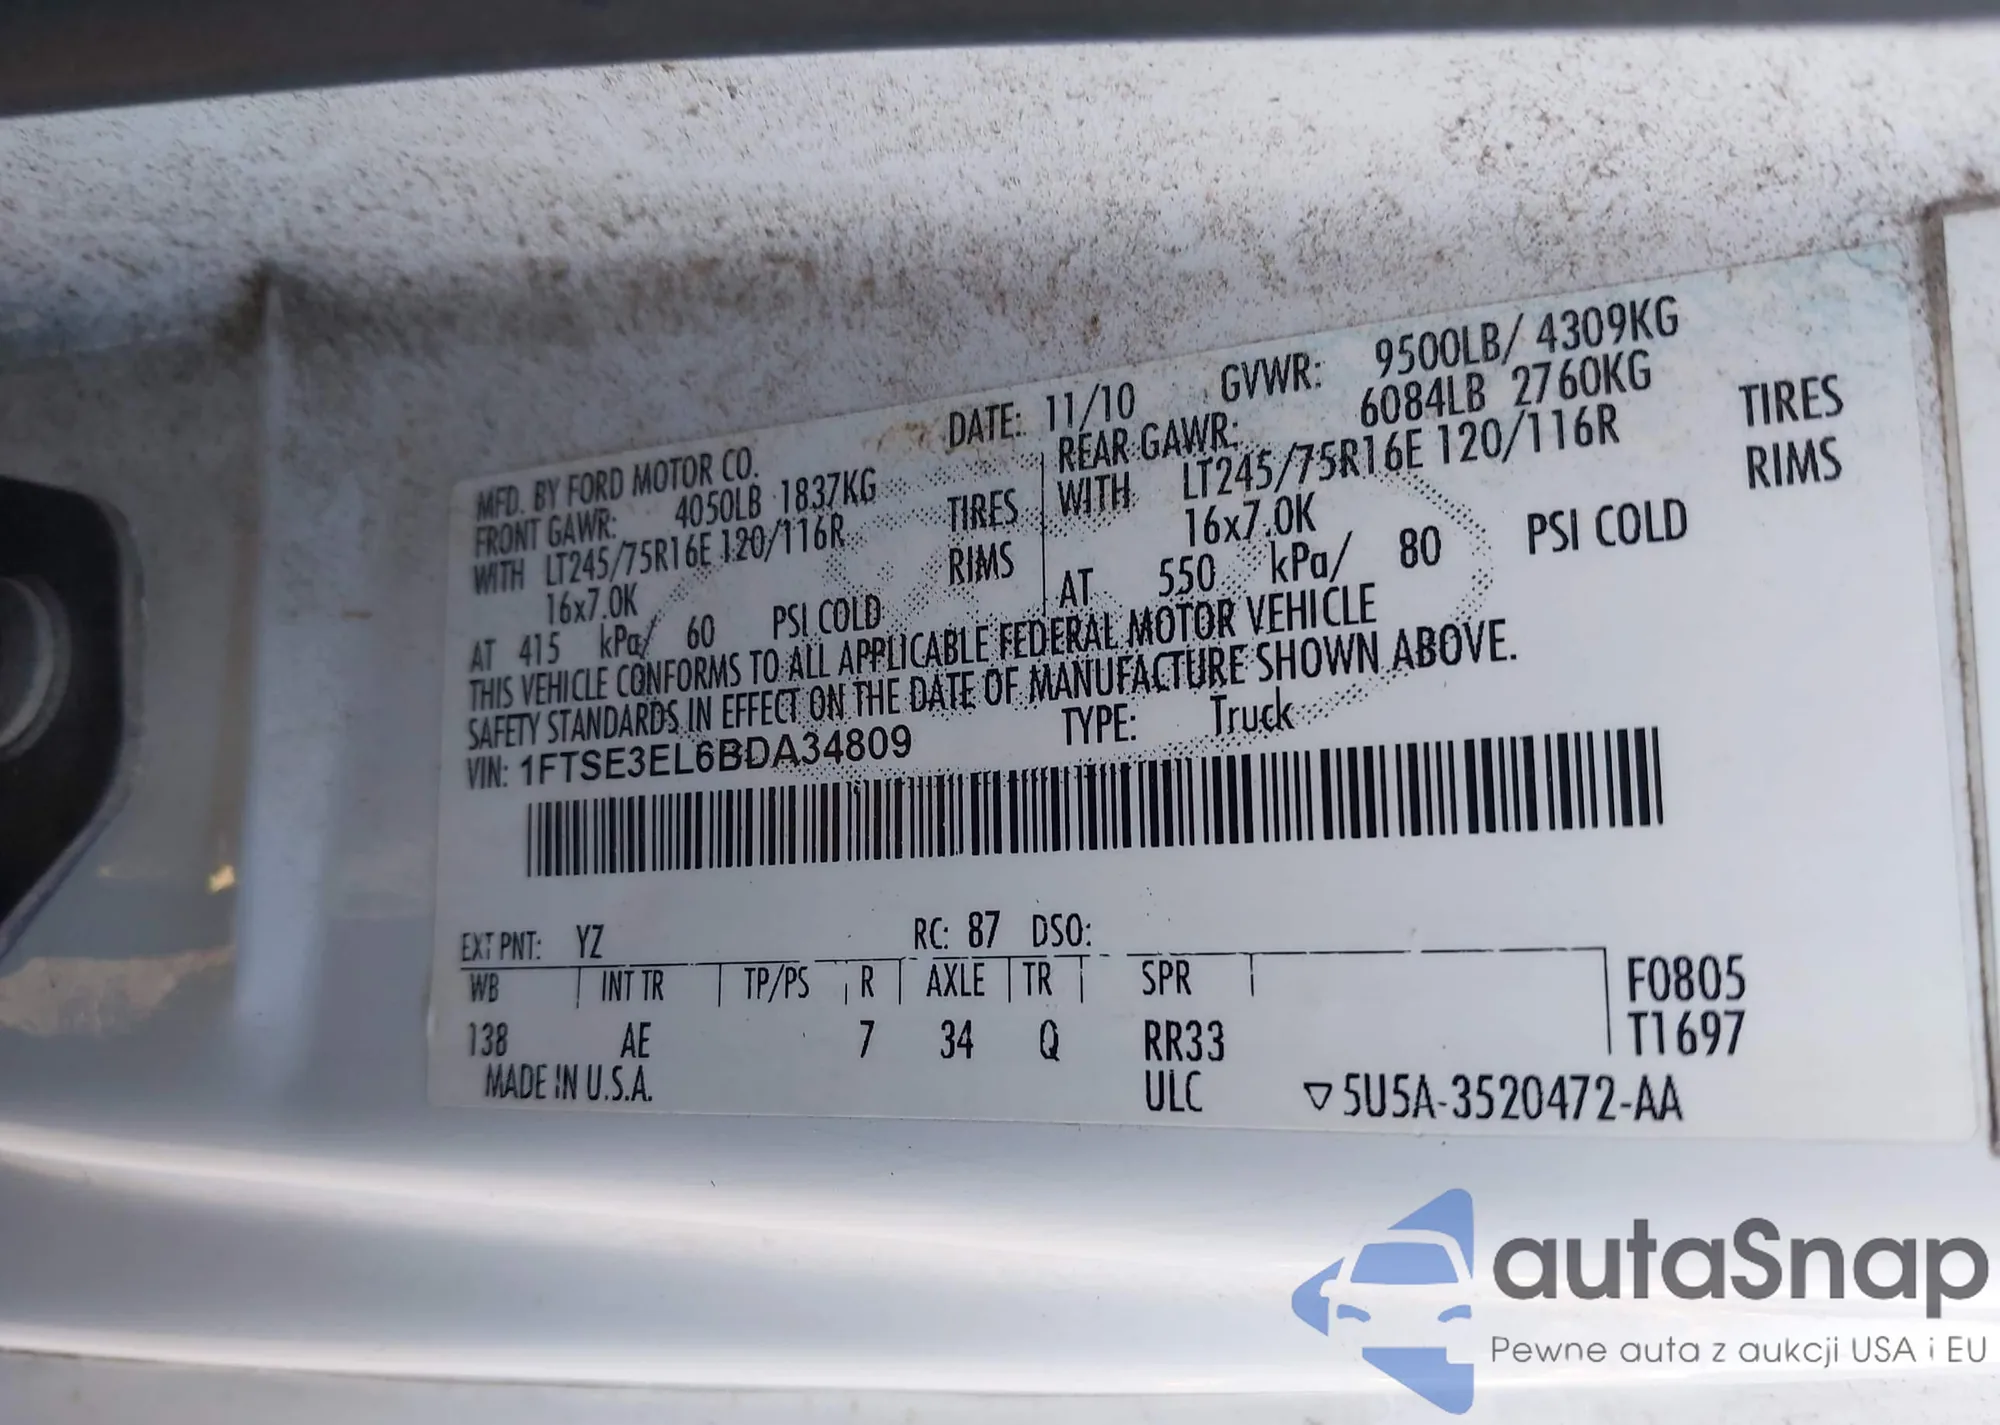 MFD. BY FORD MOTOR CO.
DATE: 11/10 GVWR: 9500LB/ 4309KG
FRONT GAWR: 4050LB 1837KG
REAR GAWR: 6084LB 2760KG
WITH LT245/75R16E 120/116R TIRES
WITH LT245/75R16E 120/116R TIRES
16x7.0K RIMS
16x7.0K RIMS
AT 415 kPa/ 60 PSI COLD
AT 550 kPa/ 80 PSI COLD
THIS VEHICLE CONFORMS TO ALL APPLICABLE FEDERAL MOTOR VEHICLE
SAFETY STANDARDS IN EFFECT ON THE DATE OF MANUFACTURE SHOWN ABOVE.
VIN: 1FTSE3EL6BDA34809 TYPE: Truck
EXT PNT: YZ RC: 87 DSO:
WB INT TR TP/PS R AXLE TR SPR F0805
138 AE 7 34 Q RR33 T1697
MADE IN U.S.A. ULC ▽5U5A-3520472-AA
autaSnap
Pewne auta z aukcji USA i EU